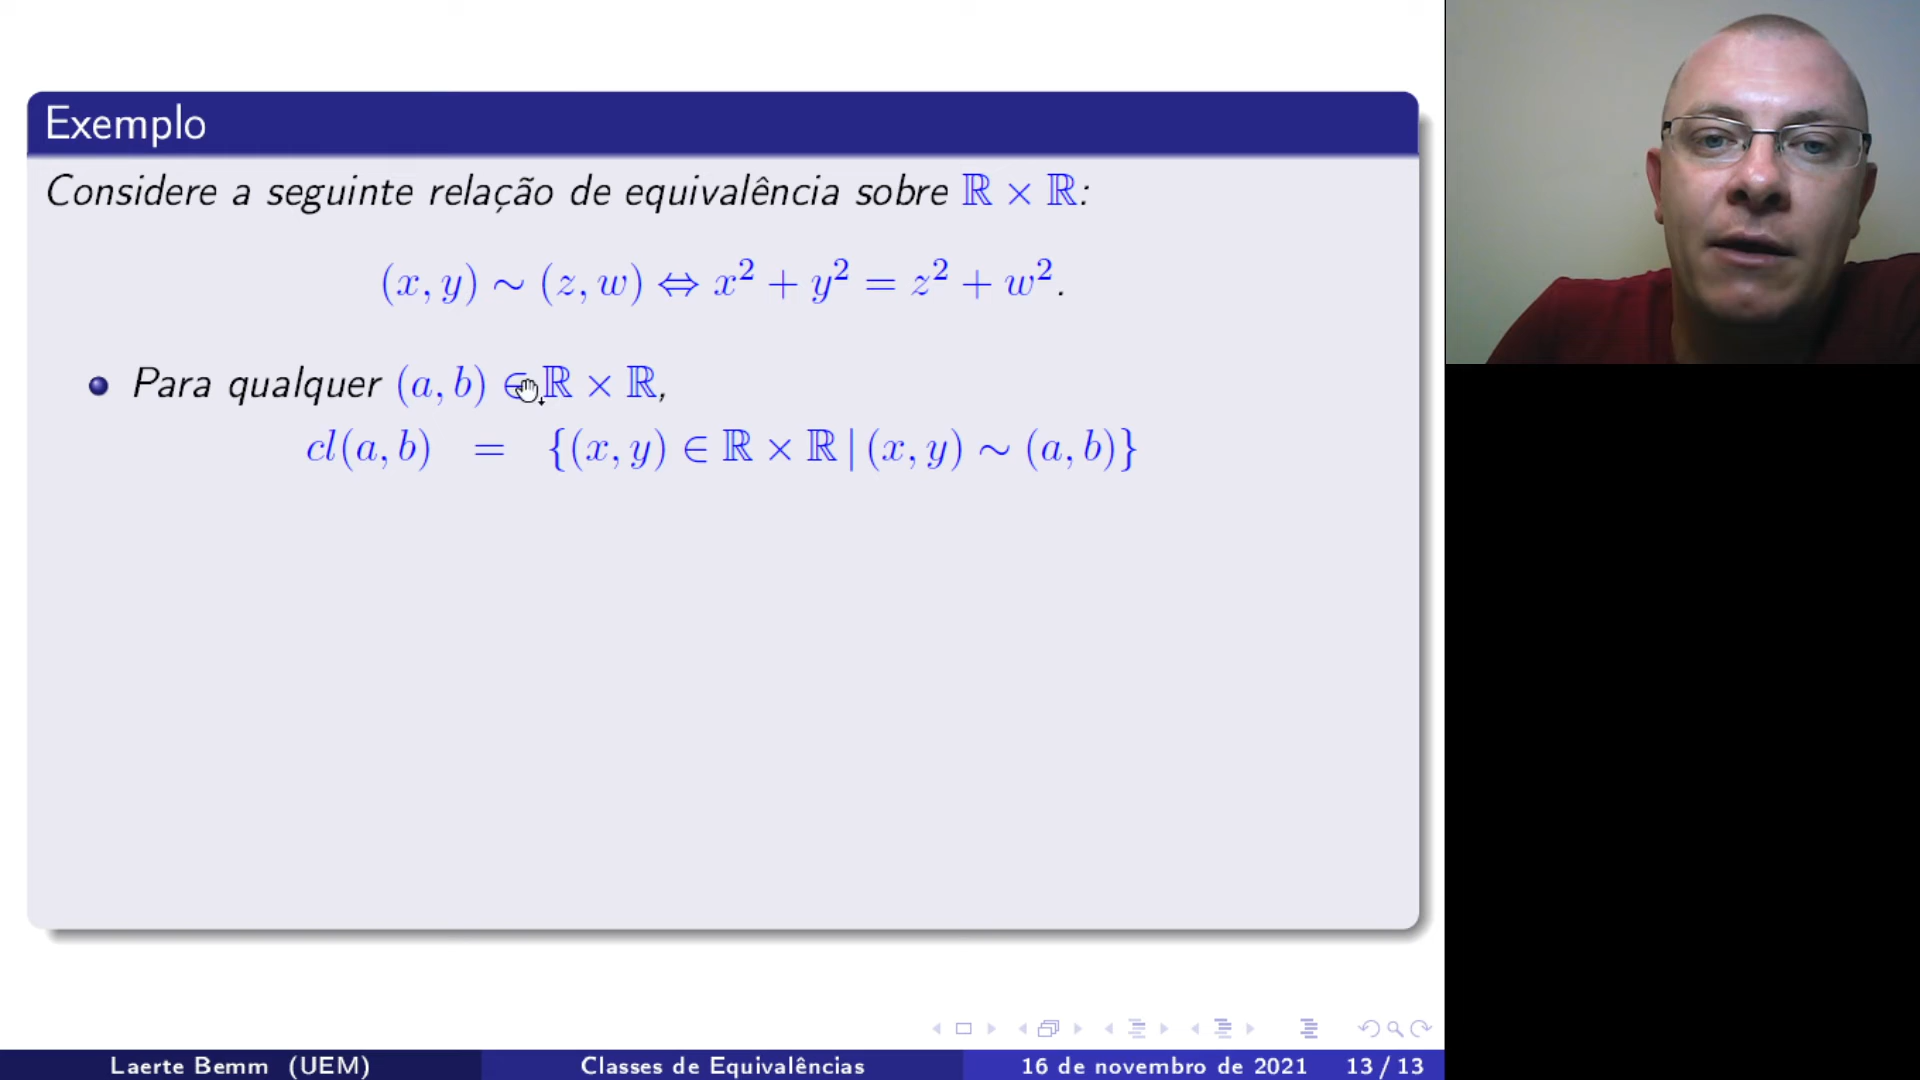 Exemplo
Considere a seguinte relação de equivalência sobre ℝ × ℝ:
(x, y) ∼ (z, w) ⇔ x² + y² = z² + w².
Para qualquer (a, b) ∈ ℝ × ℝ,
cl(a, b) = {(x, y) ∈ ℝ × ℝ | (x, y) ∼ (a, b)}
Laerte Bemm (UEM) Classes de Equivalências 16 de novembro de 2021 13 / 13